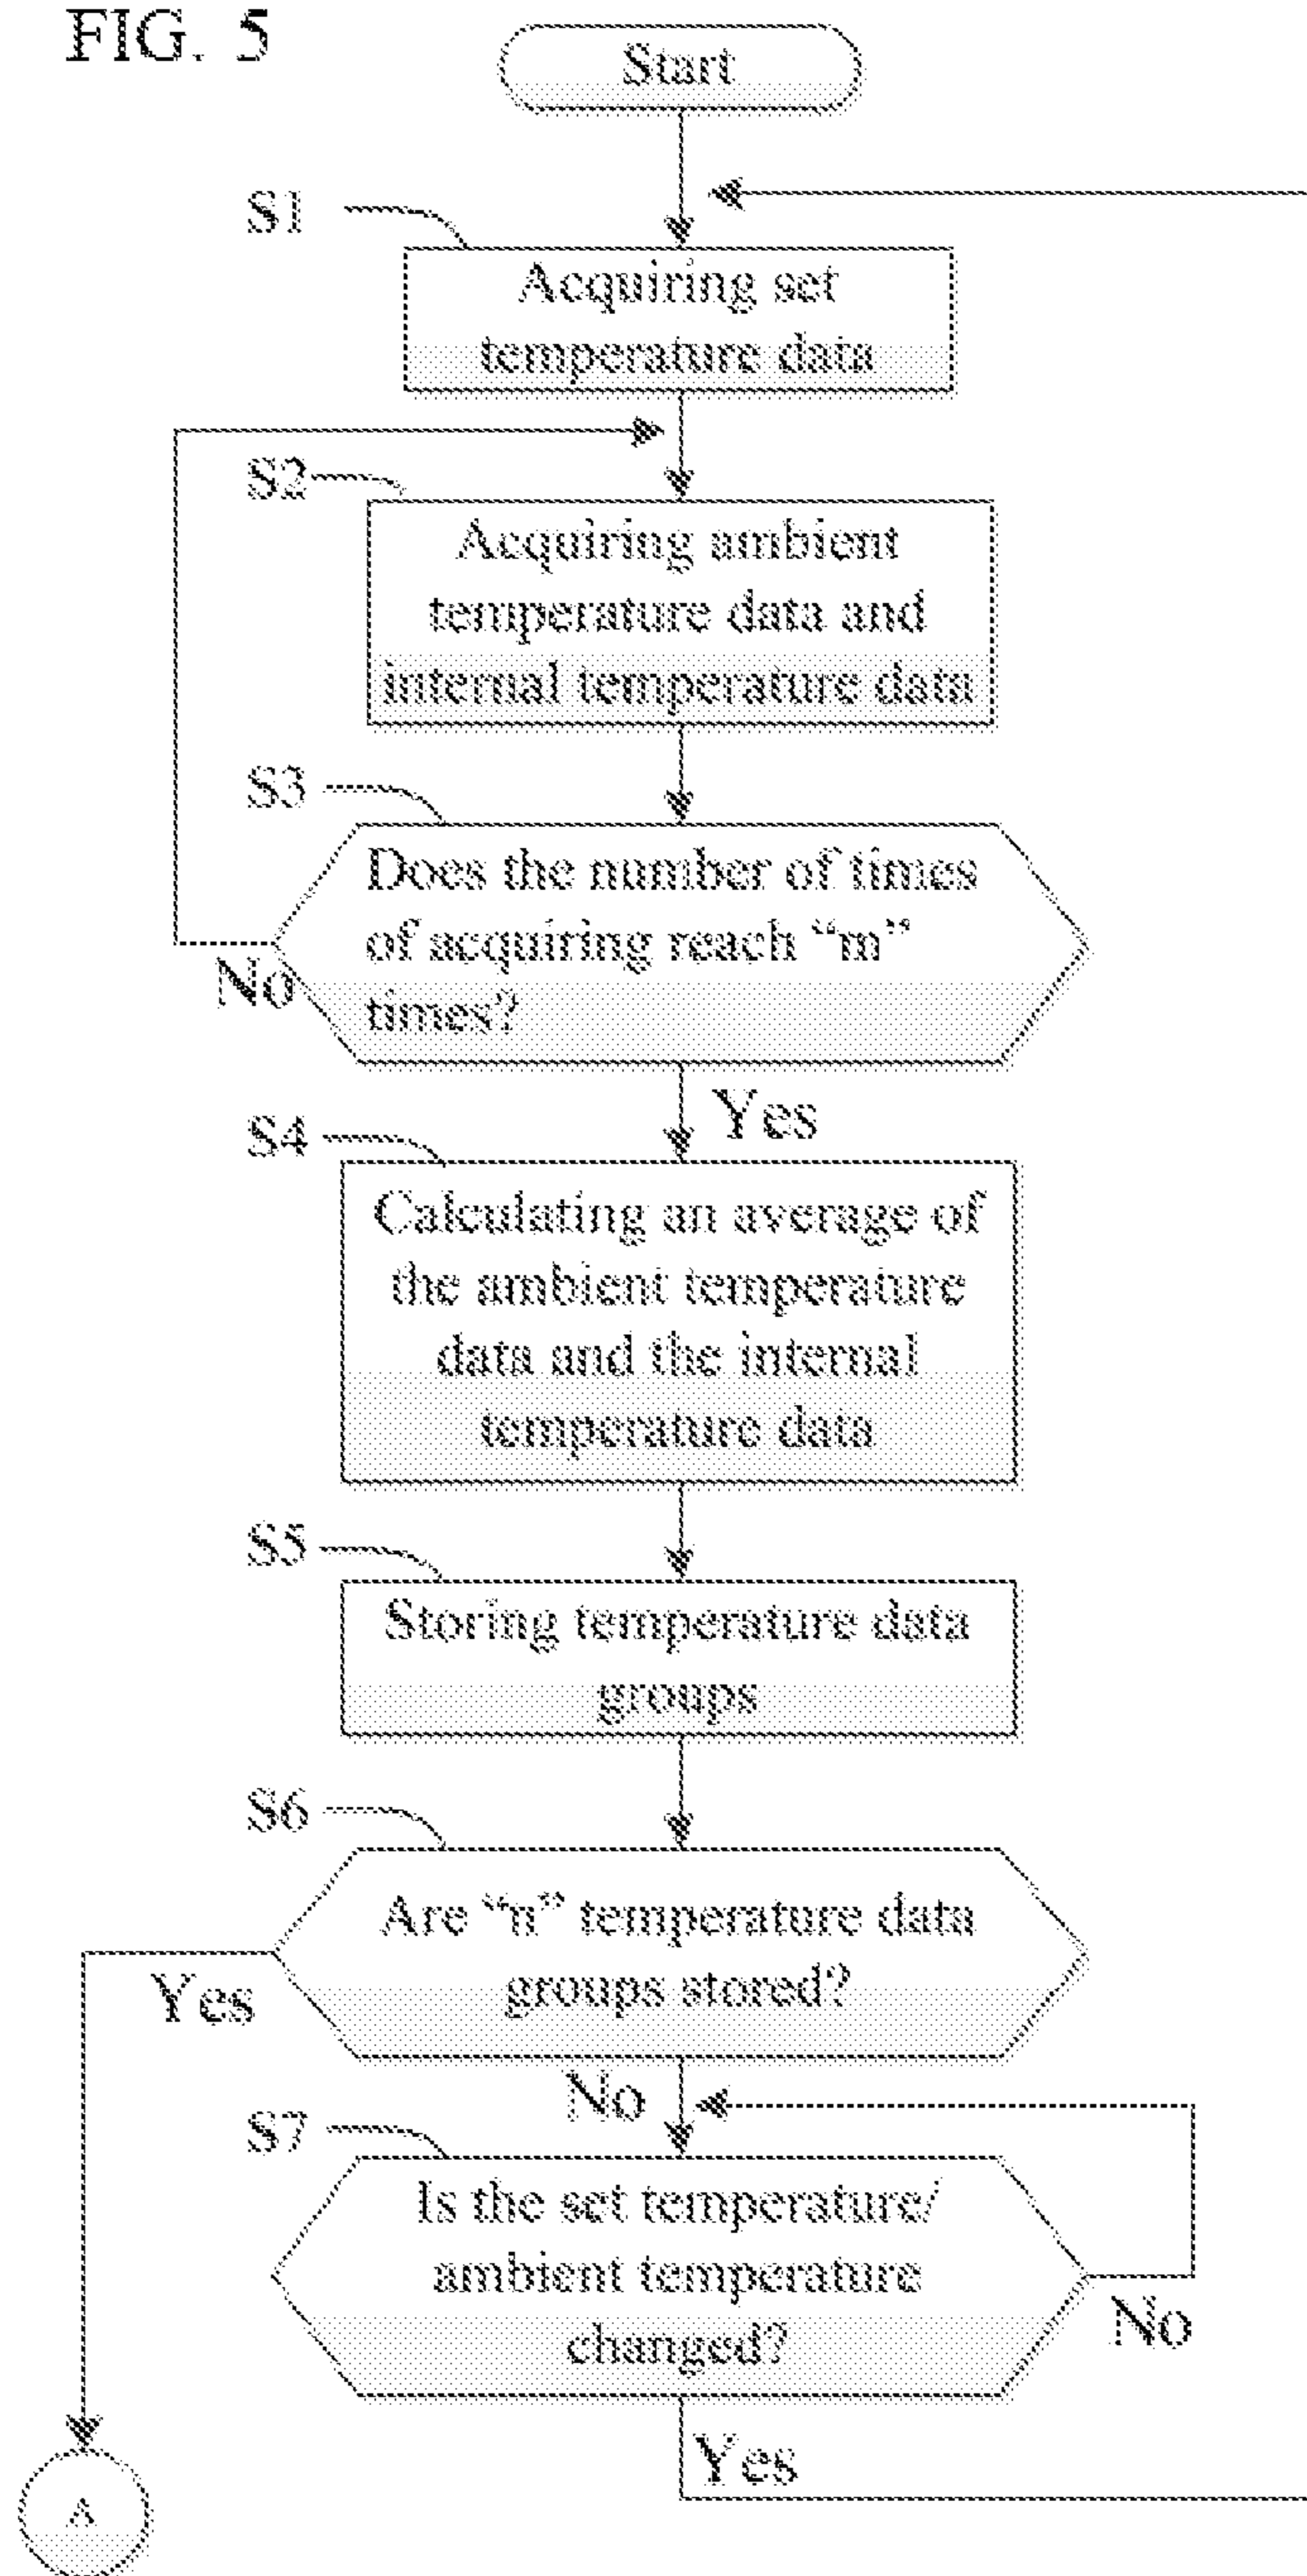 FIG. 5
Start
S1
Acquiring set
temperature data
S2
Acquiring ambient
temperature data and
internal temperature data
S3
Does the number of times
of acquiring reach “m”
times?
No
Yes
S4
Calculating an average of
the ambient temperature
data and the internal
temperature data
S5
Storing temperature data
groups
S6
Are “n” temperature data
groups stored?
Yes
No
S7
Is the set temperature/
ambient temperature
changed?
No
Yes
A